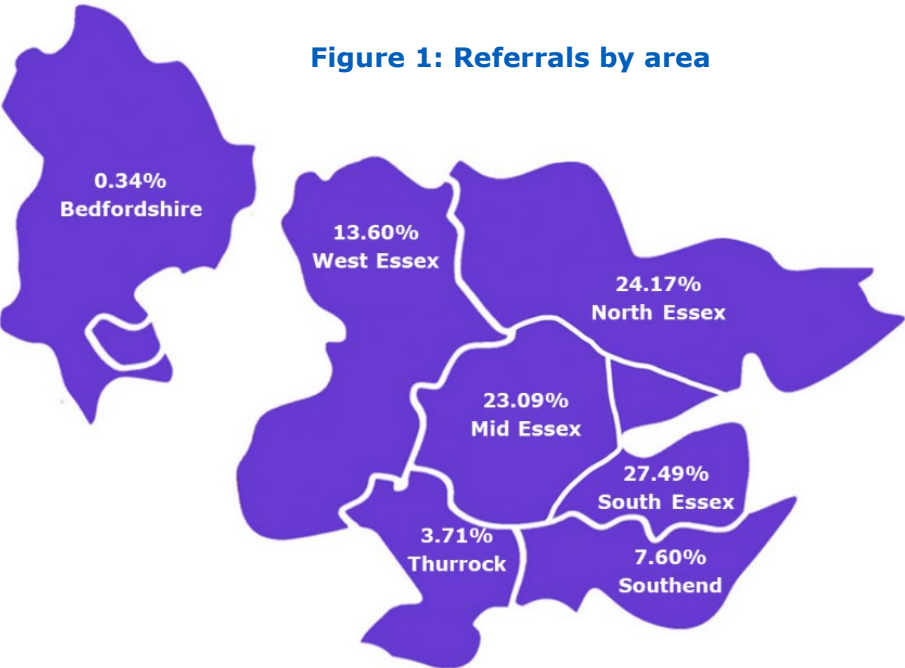 Figure 1: Referrals by area
0.34%
Bedfordshire
13.60%
West Essex
24.17%
North Essex
23.09%
Mid Essex
27.49%
South Essex
3.71%
Thurrock
7.60%
Southend